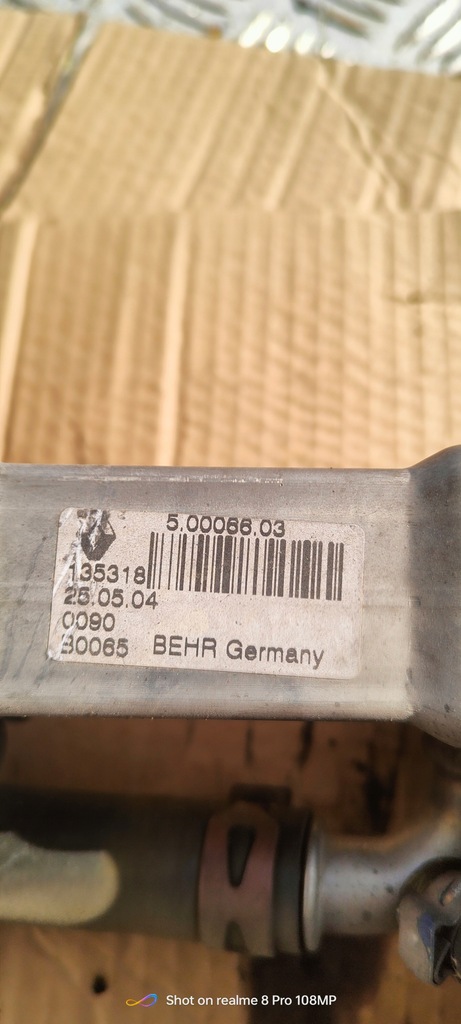 5.00066.03
135318
25.05.04
0090
B0065 BEHR Germany
Shot on realme 8 Pro 108MP